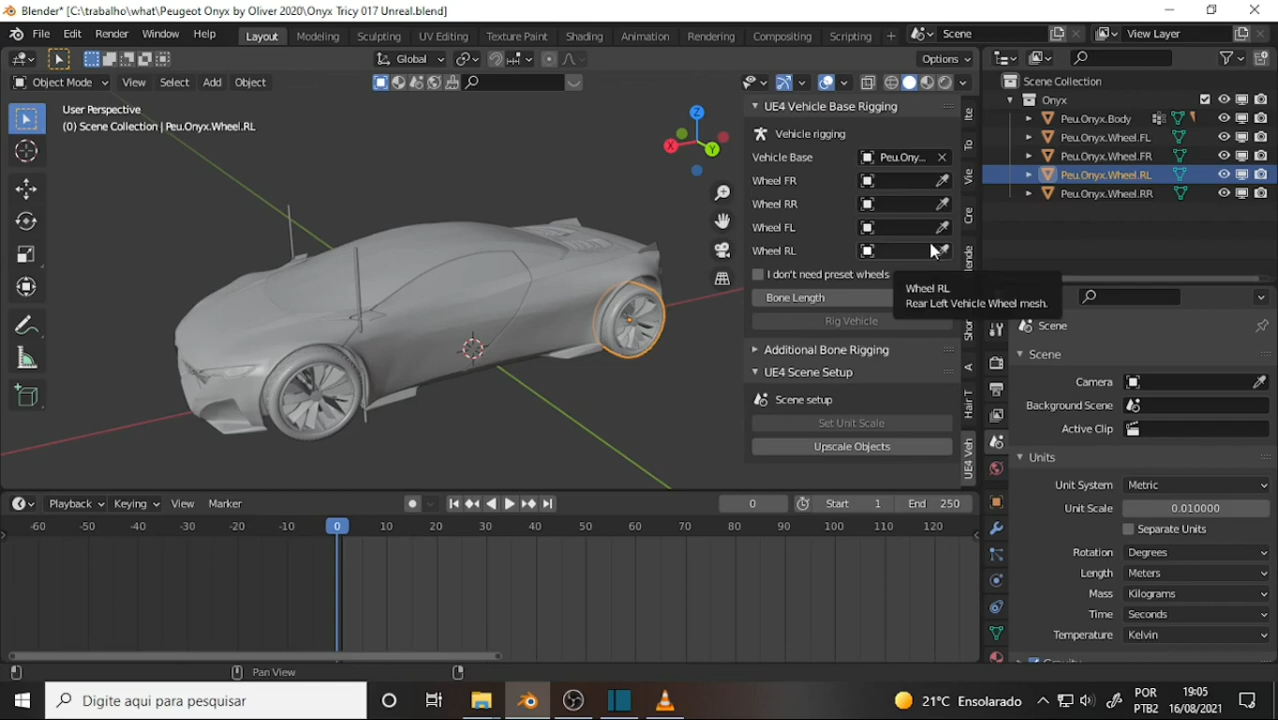 Blender* [C:\trabalho\what\Peugeot Onyx by Oliver 2020\Onyx Tricy 017 Unreal.blend]
File Edit Render Window Help Layout Modeling Sculpting UV Editing Texture Paint Shading Animation Rendering Compositing Scripting + Scene View Layer
Global Options
Object Mode View Select Add Object
User Perspective
(0) Scene Collection | Peu.Onyx.Wheel.RL
Z
X
Y
UE4 Vehicle Base Rigging
Vehicle rigging
Vehicle Base Peu.Ony...
Wheel FR
Wheel RR
Wheel FL
Wheel RL
I don't need preset wheels
Bone Length
Rig Vehicle
Additional Bone Rigging
UE4 Scene Setup
Scene setup
Set Unit Scale
Upscale Objects
Wheel RL
Rear Left Vehicle Wheel mesh.
Ite
To
Vie
Cre
Blende
Shor
A
Hair T
UE4 Veh
Scene Collection
Onyx
Peu.Onyx.Body
Peu.Onyx.Wheel.FL
Peu.Onyx.Wheel.FR
Peu.Onyx.Wheel.RL
Peu.Onyx.Wheel.RR
Scene
Scene
Camera
Background Scene
Active Clip
Units
Unit System Metric
Unit Scale 0.010000
Separate Units
Rotation Degrees
Length Meters
Mass Kilograms
Time Seconds
Temperature Kelvin
Playback Keying View Marker 0 Start 1 End 250
-60 -50 -40 -30 -20 -10 0 10 20 30 40 50 60 70 80 90 100 110 120
Pan View
Digite aqui para pesquisar
21°C Ensolarado
POR
PTB2
19:05
16/08/2021